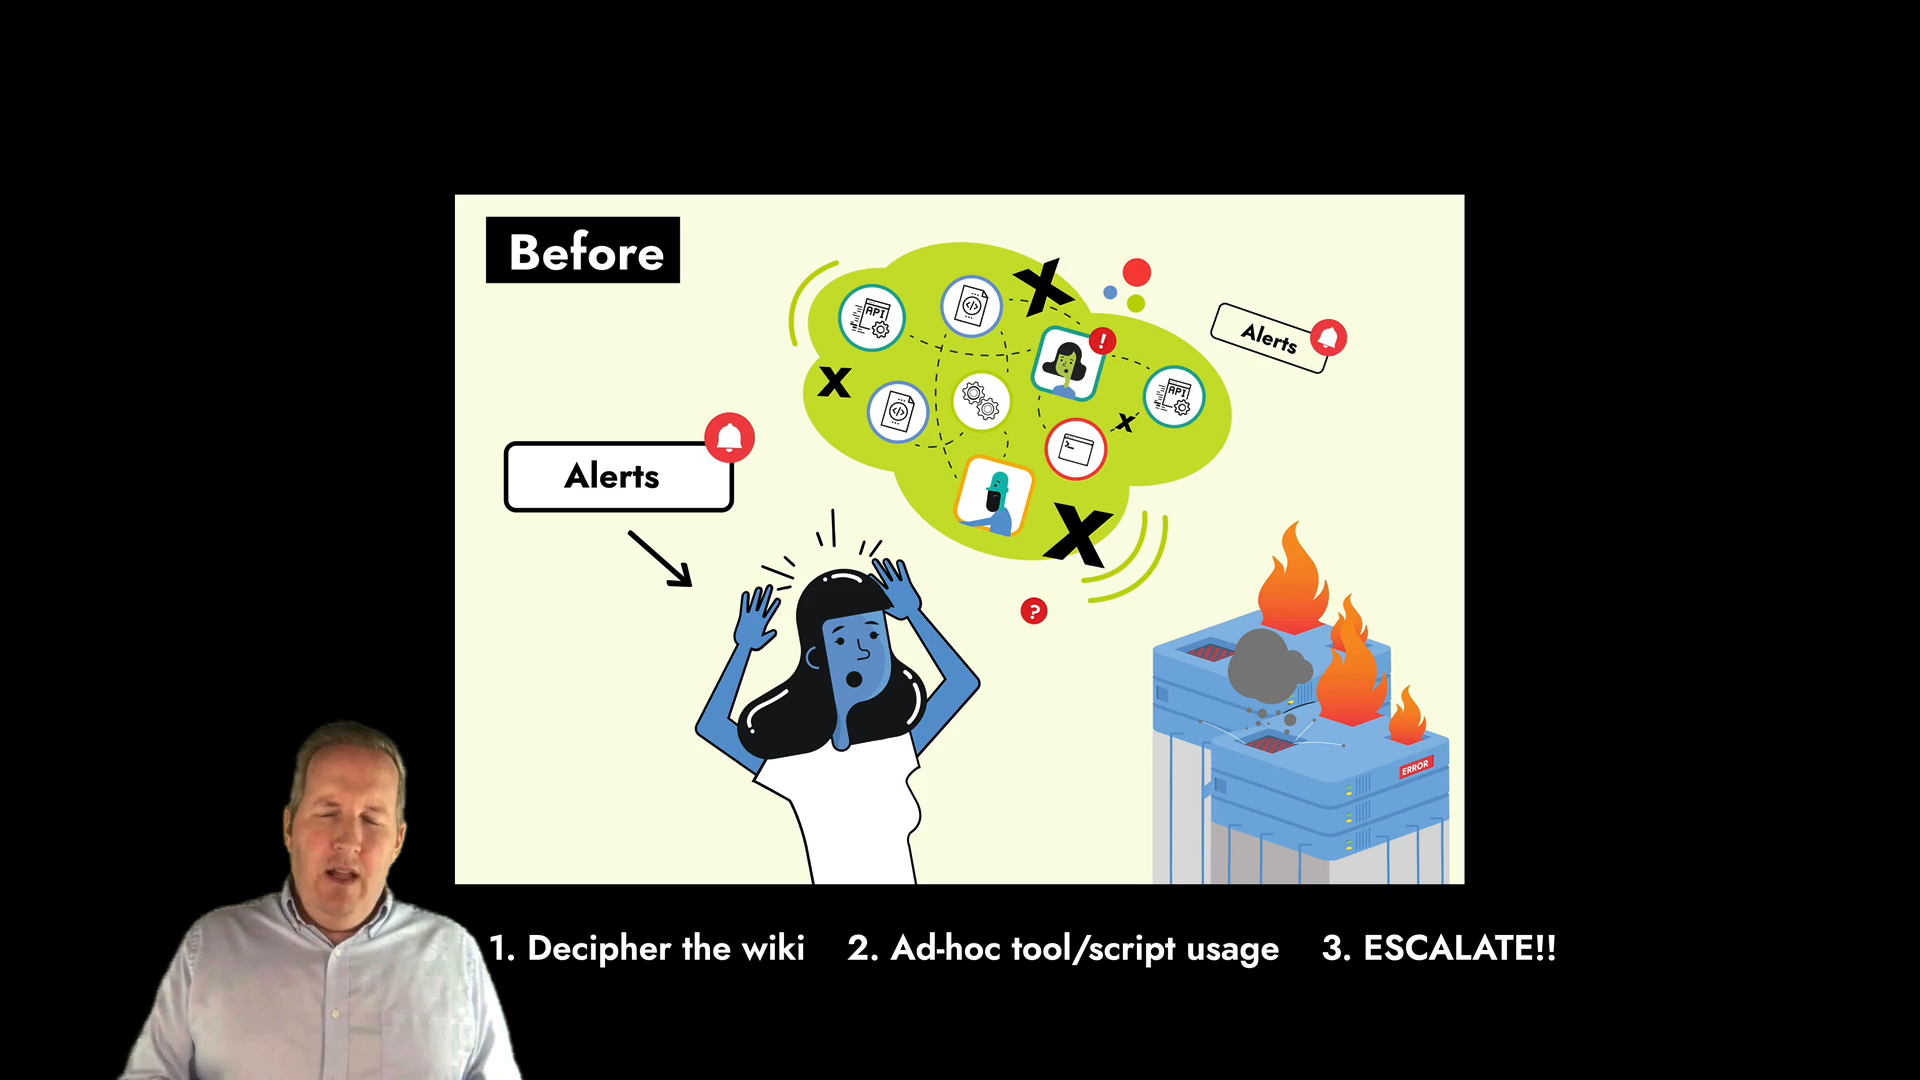 Before
API
Alerts
!
API
Alerts
?
ERROR
1. Decipher the wiki 2. Ad-hoc tool/script usage 3. ESCALATE!!